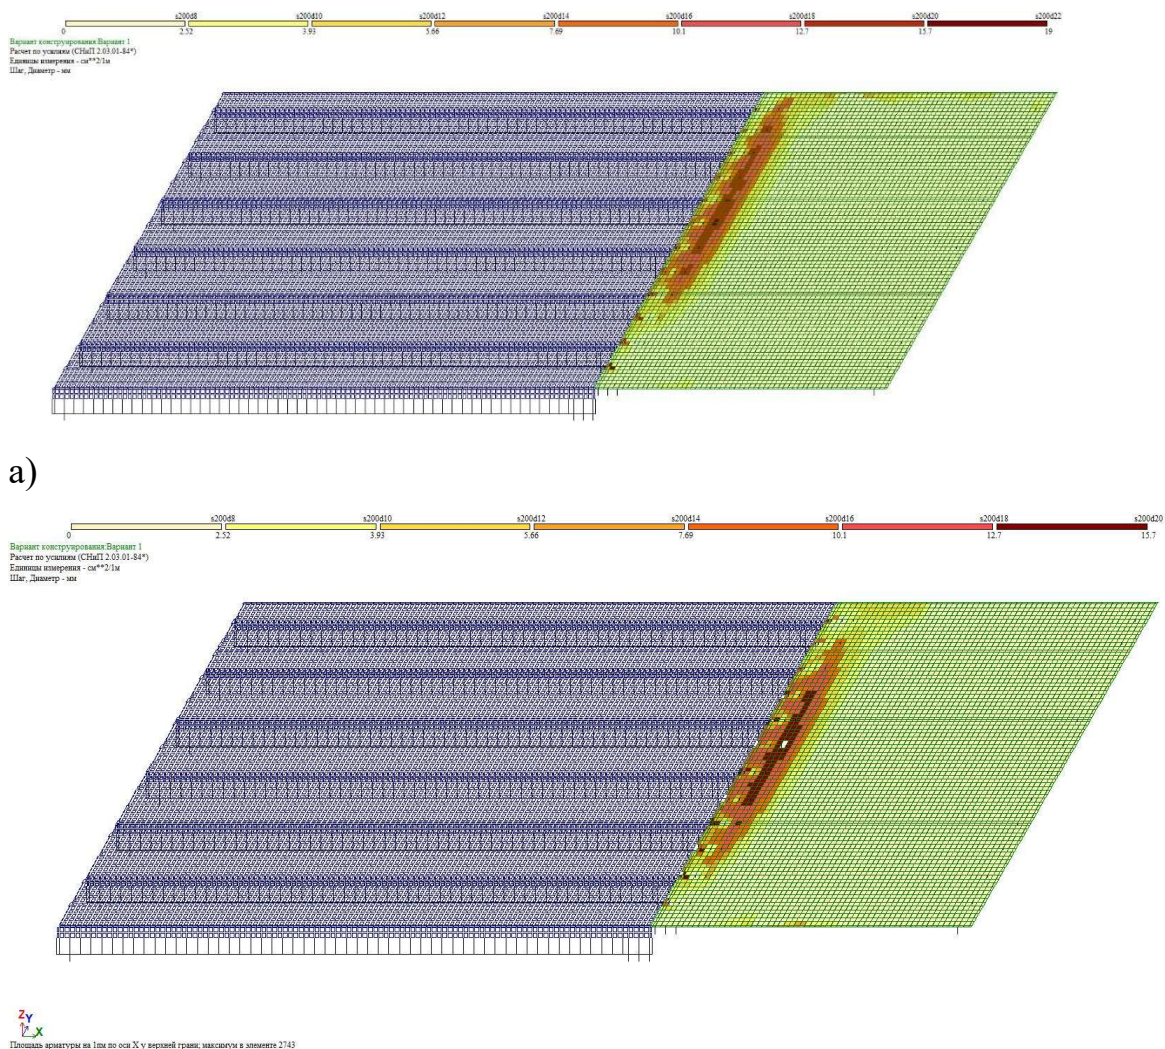 s200d8 s200d10 s200d12 s200d14 s200d16 s200d18 s200d20 s200d22
0 2.52 3.93 5.66 7.69 10.1 12.7 15.7 19
Вариант конструирования:Вариант 1
Расчет по усилиям (СНиП 2.03.01-84*)
Единицы измерения - см**2/1м
Шаг, Диаметр - мм
а)
s200d8 s200d10 s200d12 s200d14 s200d16 s200d18 s200d20
0 2.52 3.93 5.66 7.69 10.1 12.7 15.7
Вариант конструирования:Вариант 1
Расчет по усилиям (СНиП 2.03.01-84*)
Единицы измерения - см**2/1м
Шаг, Диаметр - мм
Z Y
X
Площадь арматуры на 1пм по оси X у верхней грани; максимум в элементе 2743